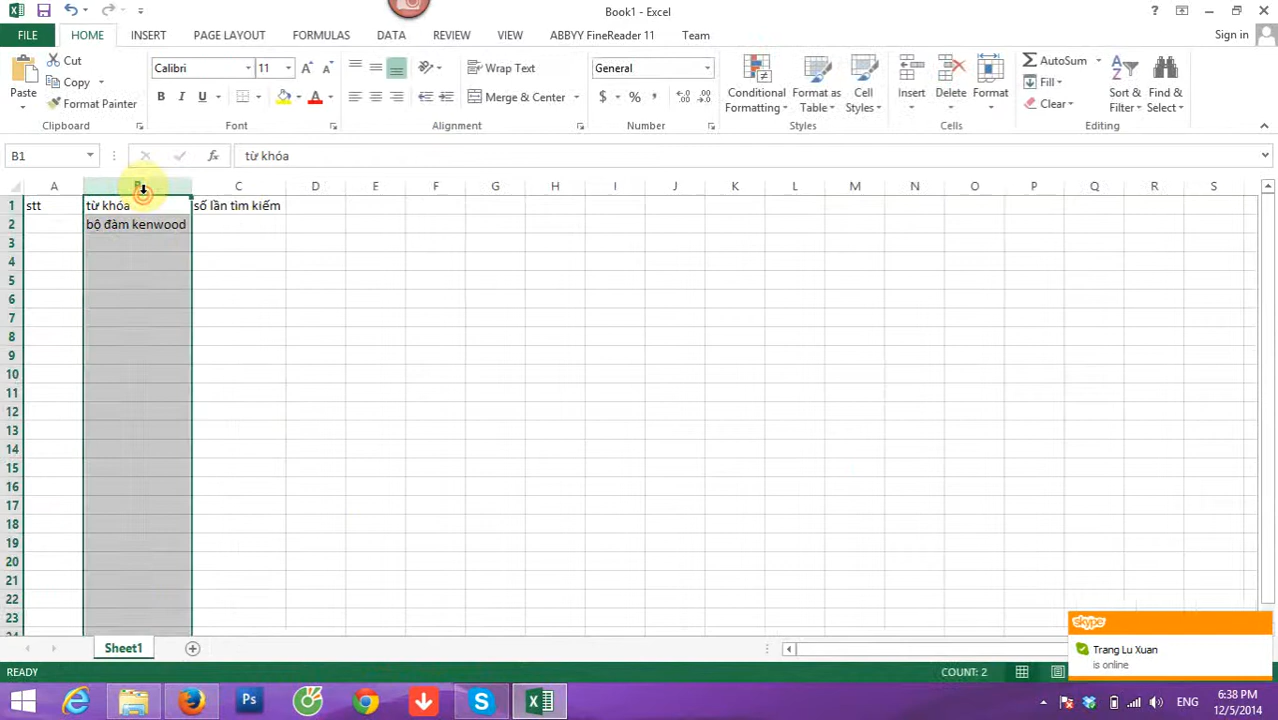 Book1 - Excel
?
FILE HOME INSERT PAGE LAYOUT FORMULAS DATA REVIEW VIEW ABBYY FineReader 11 Team Sign in
Paste
Cut
Copy
Format Painter
Clipboard
Calibri 11
B I U A A A
Font
Wrap Text
Merge & Center
Alignment
General
$ % ,
Number
Conditional Formatting
Format as Table
Cell Styles
Styles
Insert
Delete
Format
Cells
AutoSum
Fill
Clear
Sort & Filter
Find & Select
Editing
B1 fx từ khóa
A C D E F G H I J K L M N O P Q R S
1 stt từ khóa số lần tìm kiếm
2 bộ đàm kenwood
3
4
5
6
7
8
9
10
11
12
13
14
15
16
17
18
19
20
21
22
23
Sheet1
skype
Trang Lu Xuan
is online
READY COUNT: 2
Ps
ENG
6:38 PM
12/5/2014